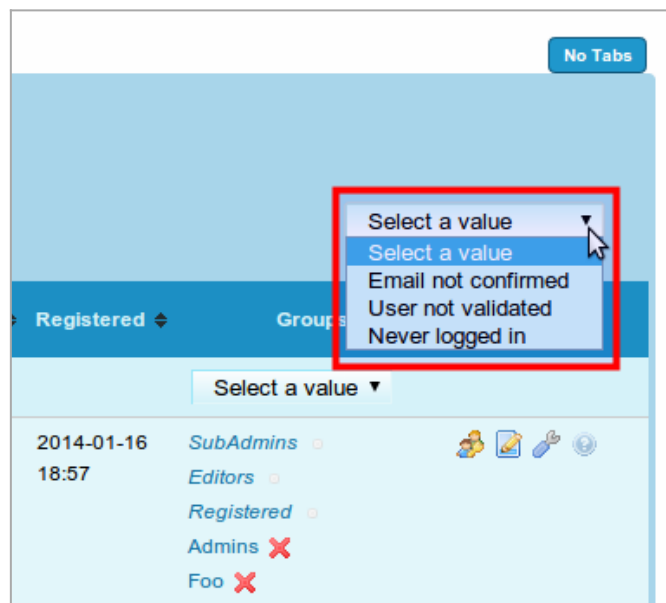 No Tabs
Select a value
Select a value
Email not confirmed
User not validated
Never logged in
Registered
Groups
Select a value
2014-01-16
18:57
SubAdmins
Editors
Registered
Admins
Foo